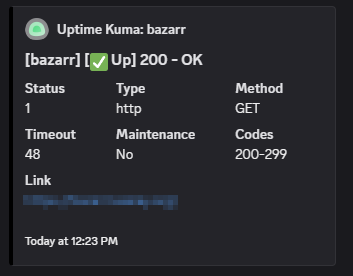 Uptime Kuma: bazarr
[bazarr] [✅ Up] 200 - OK
Status Type Method
1 http GET
Timeout Maintenance Codes
48 No 200-299
Link
Today at 12:23 PM